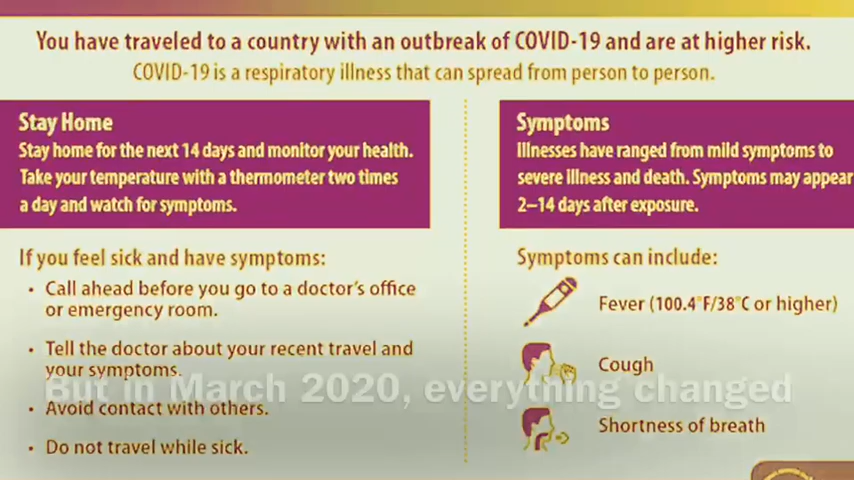 You have traveled to a country with an outbreak of COVID-19 and are at higher risk.
COVID-19 is a respiratory illness that can spread from person to person.
Stay Home
Stay home for the next 14 days and monitor your health.
Take your temperature with a thermometer two times
a day and watch for symptoms.
If you feel sick and have symptoms:
• Call ahead before you go to a doctor's office
or emergency room.
• Tell the doctor about your recent travel and
your symptoms.
• Avoid contact with others.
• Do not travel while sick.
Symptoms
Illnesses have ranged from mild symptoms to
severe illness and death. Symptoms may appear
2–14 days after exposure.
Symptoms can include:
Fever (100.4°F/38°C or higher)
Cough
Shortness of breath
But in March 2020, everything changed